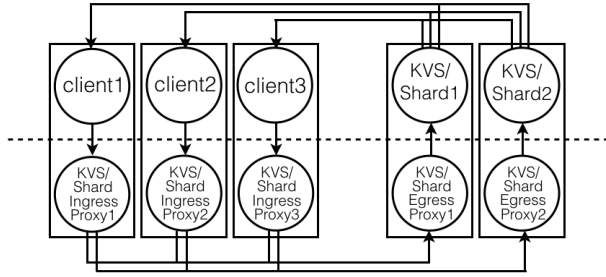 client1
client2
client3
KVS/
Shard1
KVS/
Shard2
KVS/
Shard
Ingress
Proxy1
KVS/
Shard
Ingress
Proxy2
KVS/
Shard
Ingress
Proxy3
KVS/
Shard
Egress
Proxy1
KVS/
Shard
Egress
Proxy2